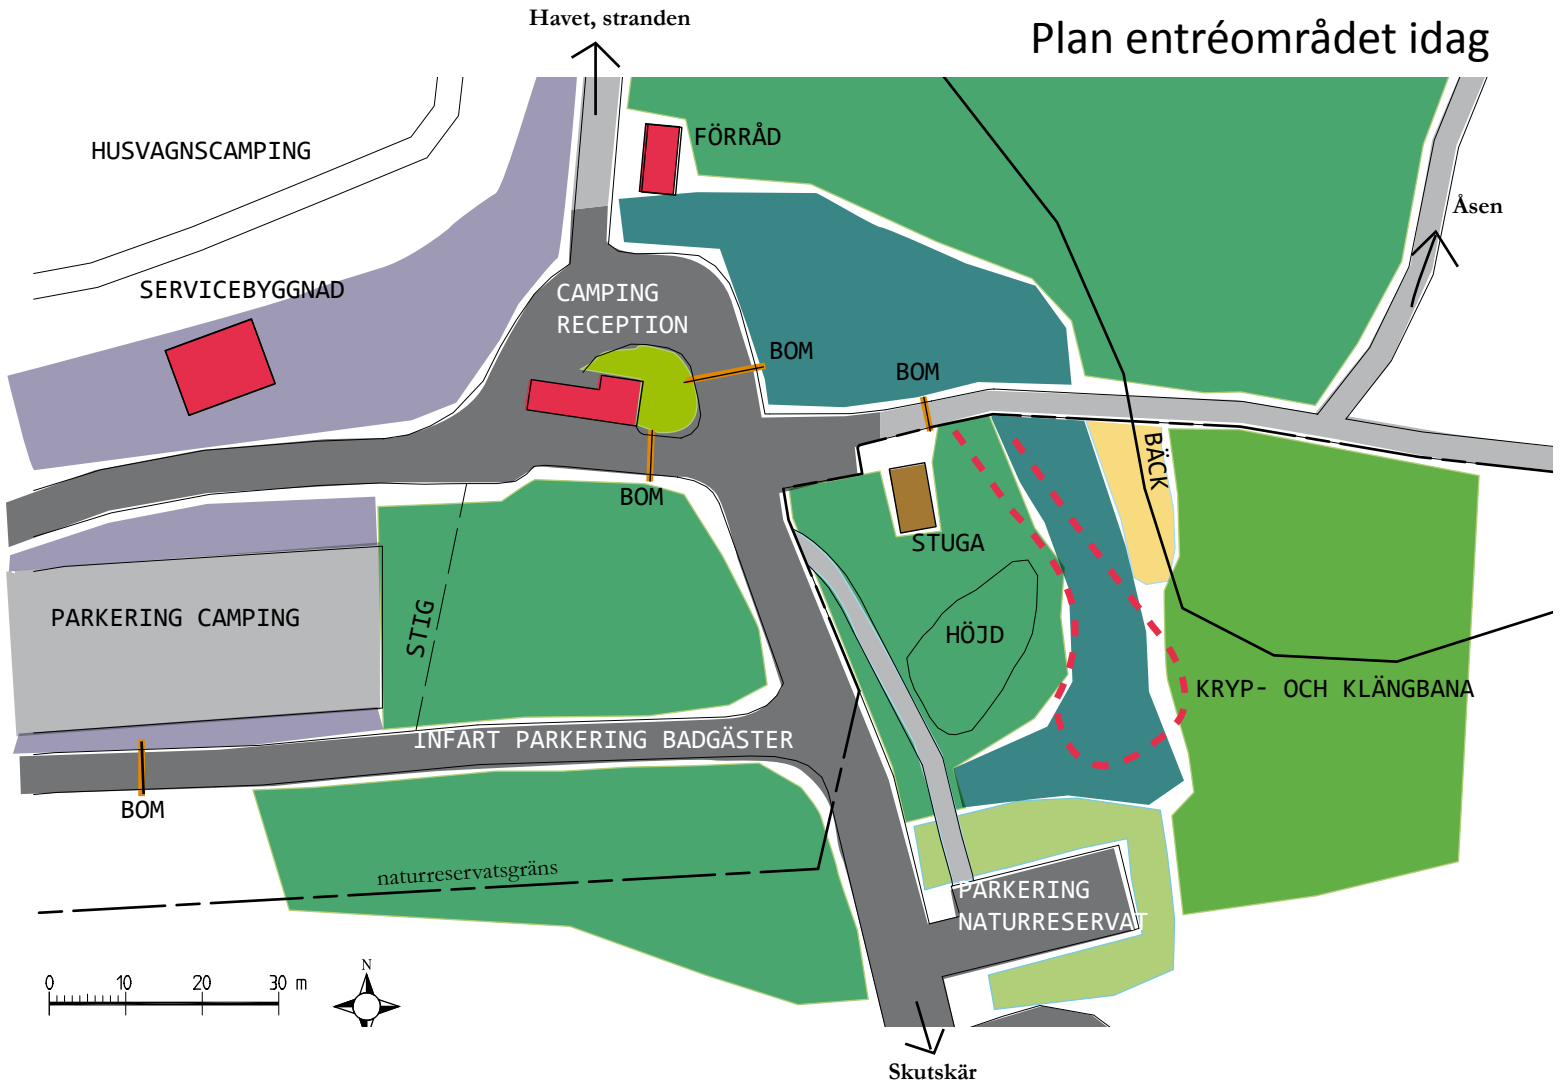 Havet, stranden
Plan entréområdet idag
HUSVAGNSCAMPING
FÖRRÅD
Åsen
SERVICEBYGGNAD
CAMPING
RECEPTION
BOM
BOM
BÄCK
BOM
STUGA
PARKERING CAMPING
STIG
HÖJD
KRYP- OCH KLÄNGBANA
INFART PARKERING BADGÄSTER
BOM
naturreservatsgräns
PARKERING
NATURRESERVAT
0 10 20 30 m
N
Skutskär